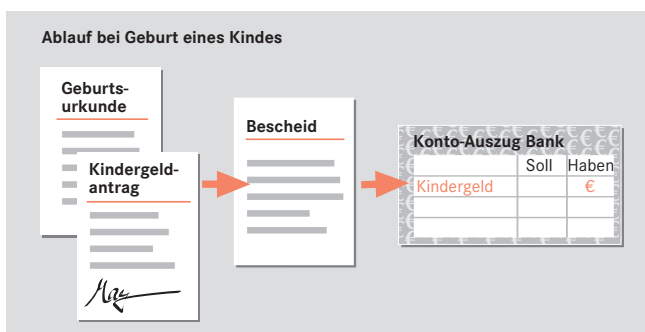 Ablauf bei Geburt eines Kindes
Geburts-
urkunde
Kindergeld-
antrag
Bescheid
Konto-Auszug Bank
Soll Haben
Kindergeld €